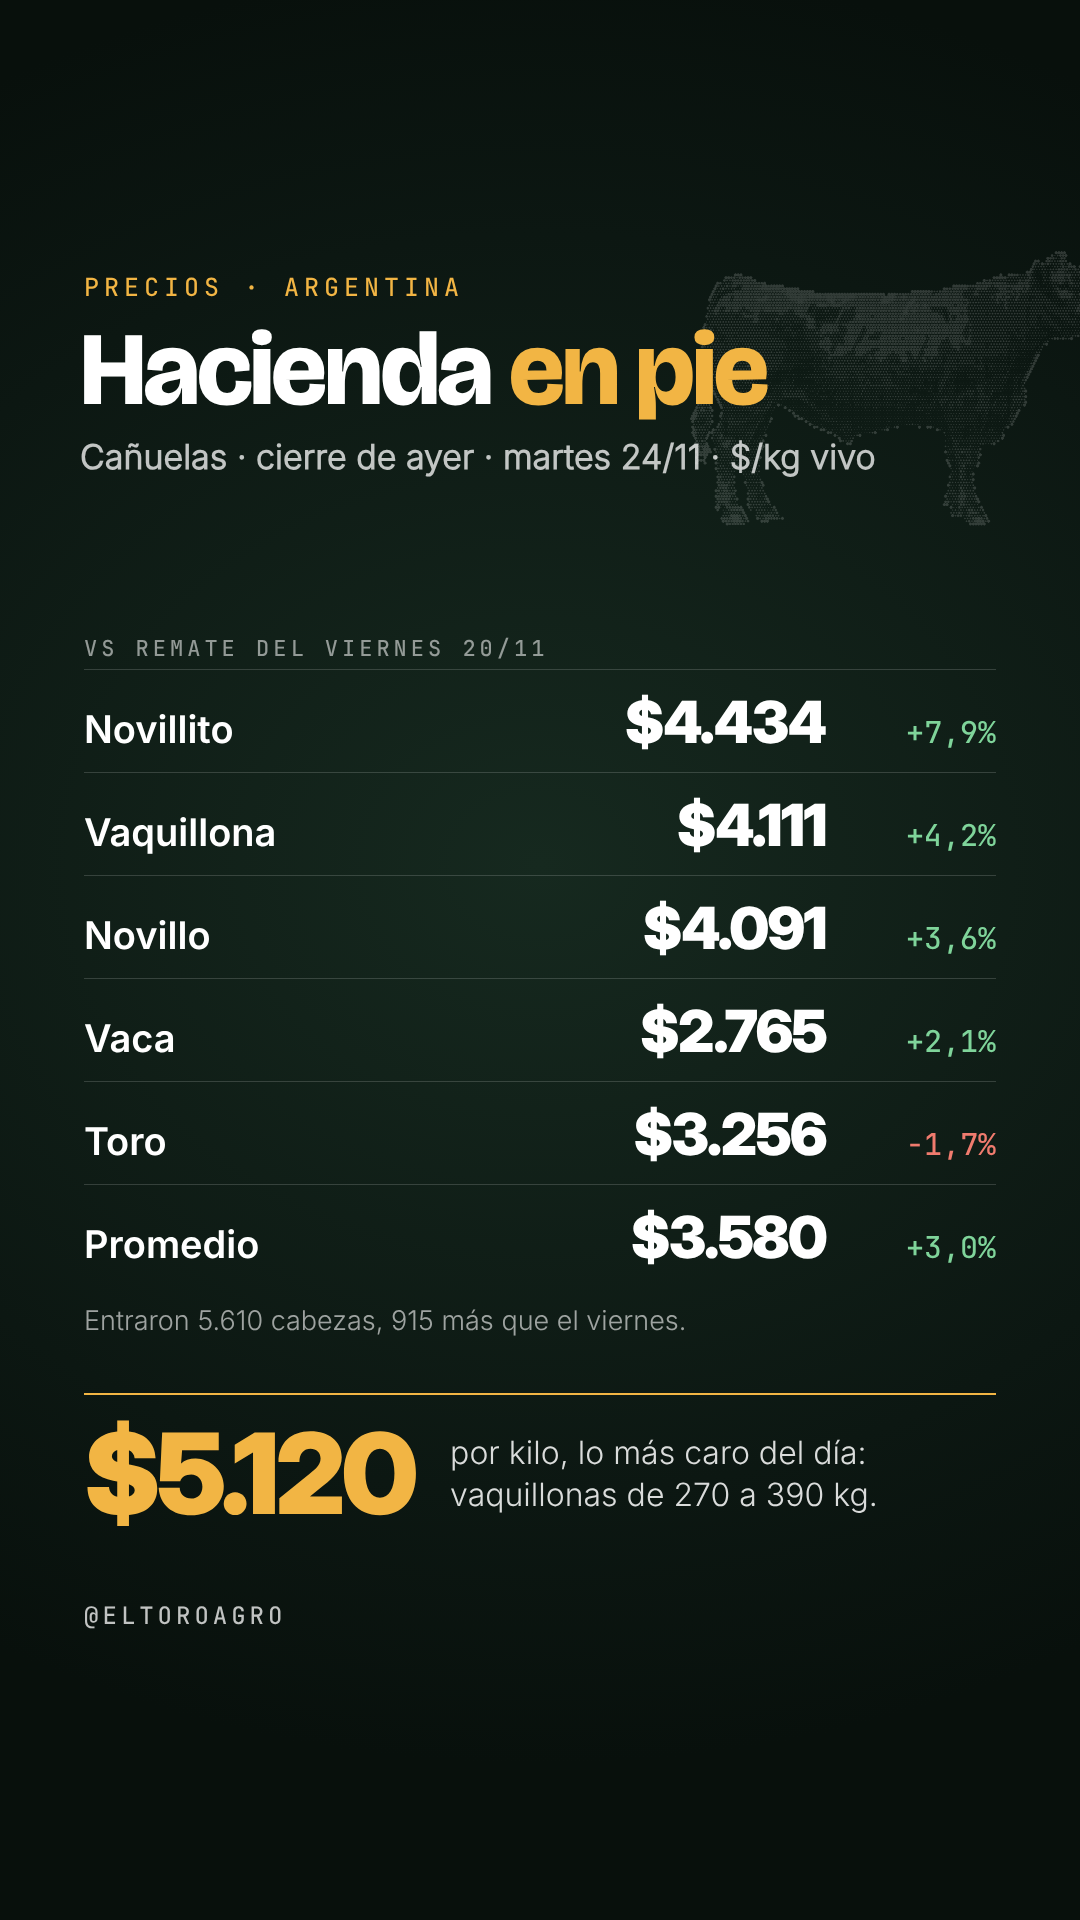 PRECIOS · ARGENTINA
Hacienda en pie
Cañuelas · cierre de ayer · martes 24/11 · $/kg vivo
VS REMATE DEL VIERNES 20/11
Novillito $4.434 +7,9%
Vaquillona $4.111 +4,2%
Novillo $4.091 +3,6%
Vaca $2.765 +2,1%
Toro $3.256 -1,7%
Promedio $3.580 +3,0%
Entraron 5.610 cabezas, 915 más que el viernes.
$5.120 por kilo, lo más caro del día:
vaquillonas de 270 a 390 kg.
@ELTOROAGRO